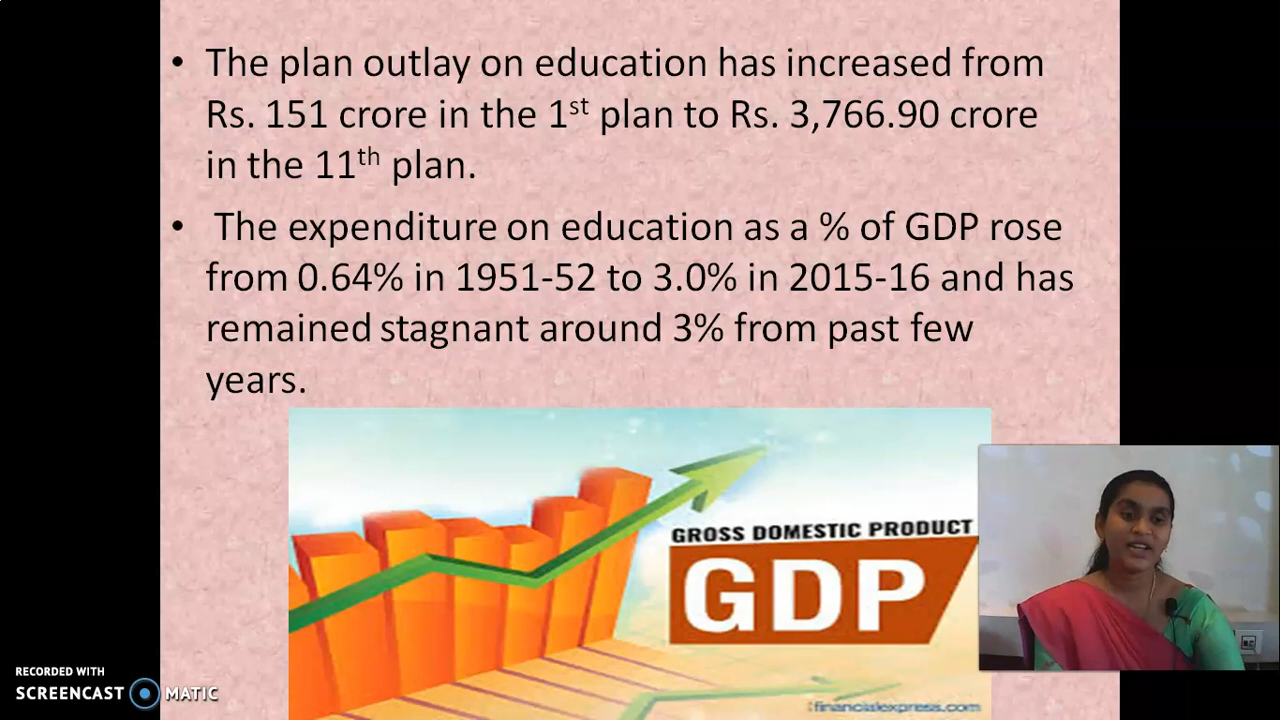 • The plan outlay on education has increased from
Rs. 151 crore in the 1st plan to Rs. 3,766.90 crore
in the 11th plan.
• The expenditure on education as a % of GDP rose
from 0.64% in 1951-52 to 3.0% in 2015-16 and has
remained stagnant around 3% from past few
years.
GROSS DOMESTIC PRODUCT
GDP
financialexpress.com
RECORDED WITH
SCREENCAST MATIC